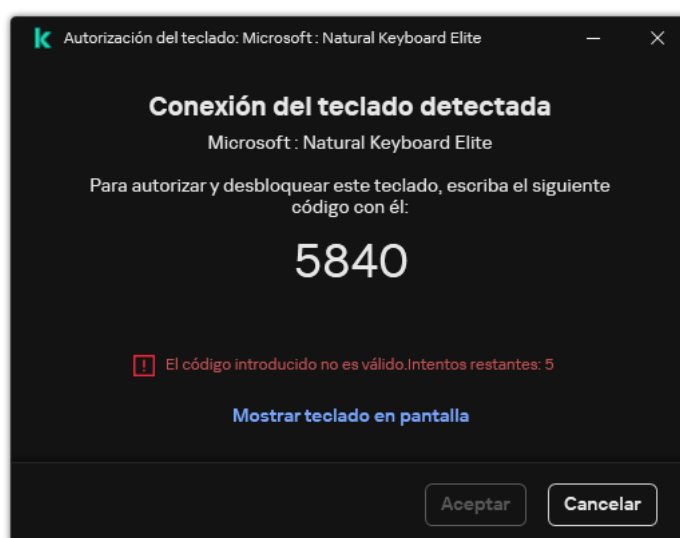 Autorización del teclado: Microsoft : Natural Keyboard Elite
Conexión del teclado detectada
Microsoft : Natural Keyboard Elite
Para autorizar y desbloquear este teclado, escriba el siguiente
código con él:
5840
El código introducido no es válido.Intentos restantes: 5
Mostrar teclado en pantalla
Aceptar
Cancelar